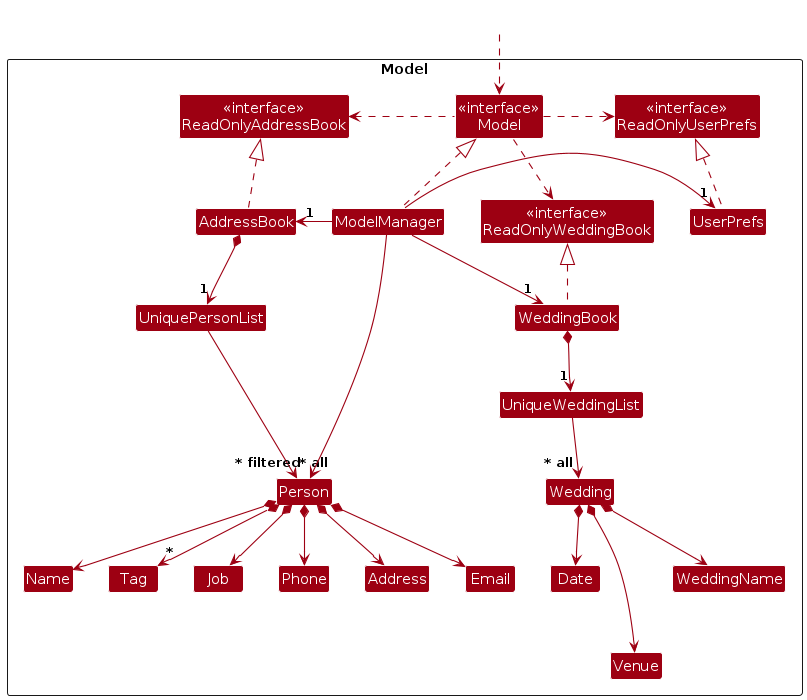 Model
«interface»
ReadOnlyAddressBook
«interface»
Model
«interface»
ReadOnlyUserPrefs
AddressBook
1
ModelManager
«interface»
ReadOnlyWeddingBook
1
UserPrefs
1
UniquePersonList
1
WeddingBook
1
UniqueWeddingList
* filtered
* all
* all
Person
Wedding
*
Name
Tag
Job
Phone
Address
Email
Date
WeddingName
Venue